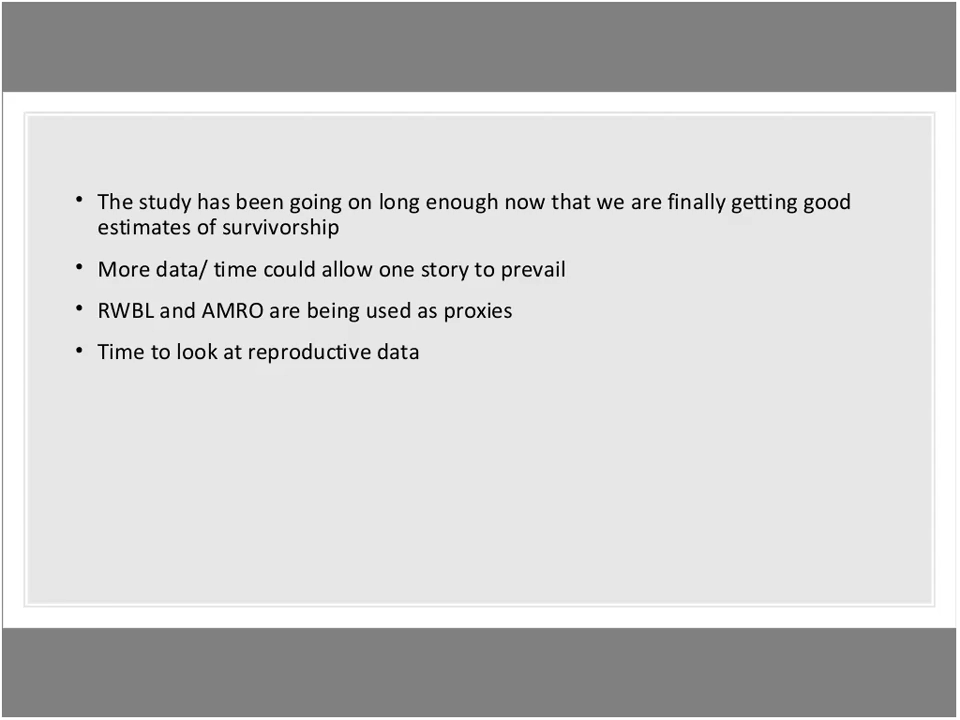 • The study has been going on long enough now that we are finally getting good
estimates of survivorship
• More data/ time could allow one story to prevail
• RWBL and AMRO are being used as proxies
• Time to look at reproductive data